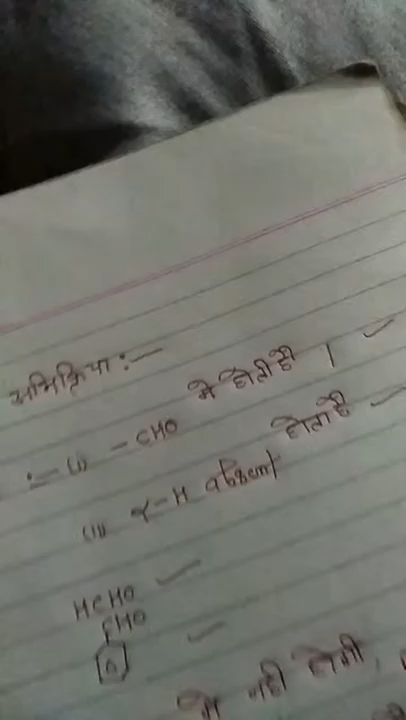 अभिक्रिया :—
:— (i) – CHO में होती है ।
(ii) α–H absent होता है
HCHO
CHO
में नही होगी,